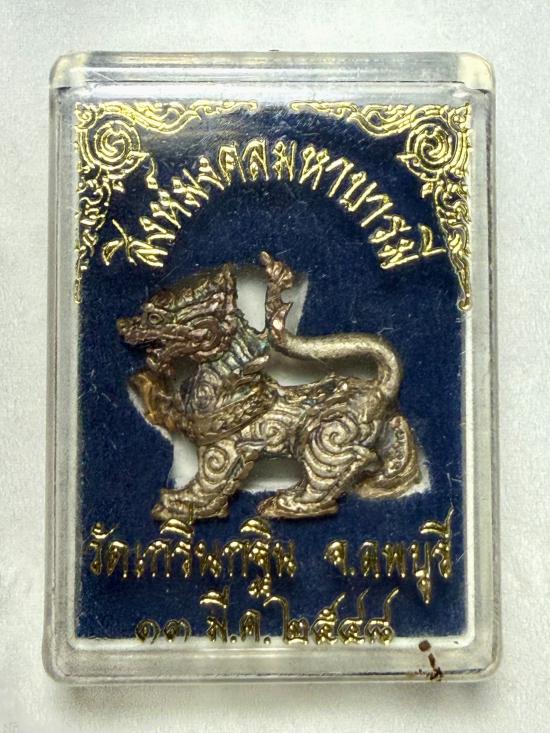 สิงห์มงคลมหาบารมี
วัดเกริ่นกฐิน จ.ลพบุรี
๑๓ มี.ค. ๒๕๔๘